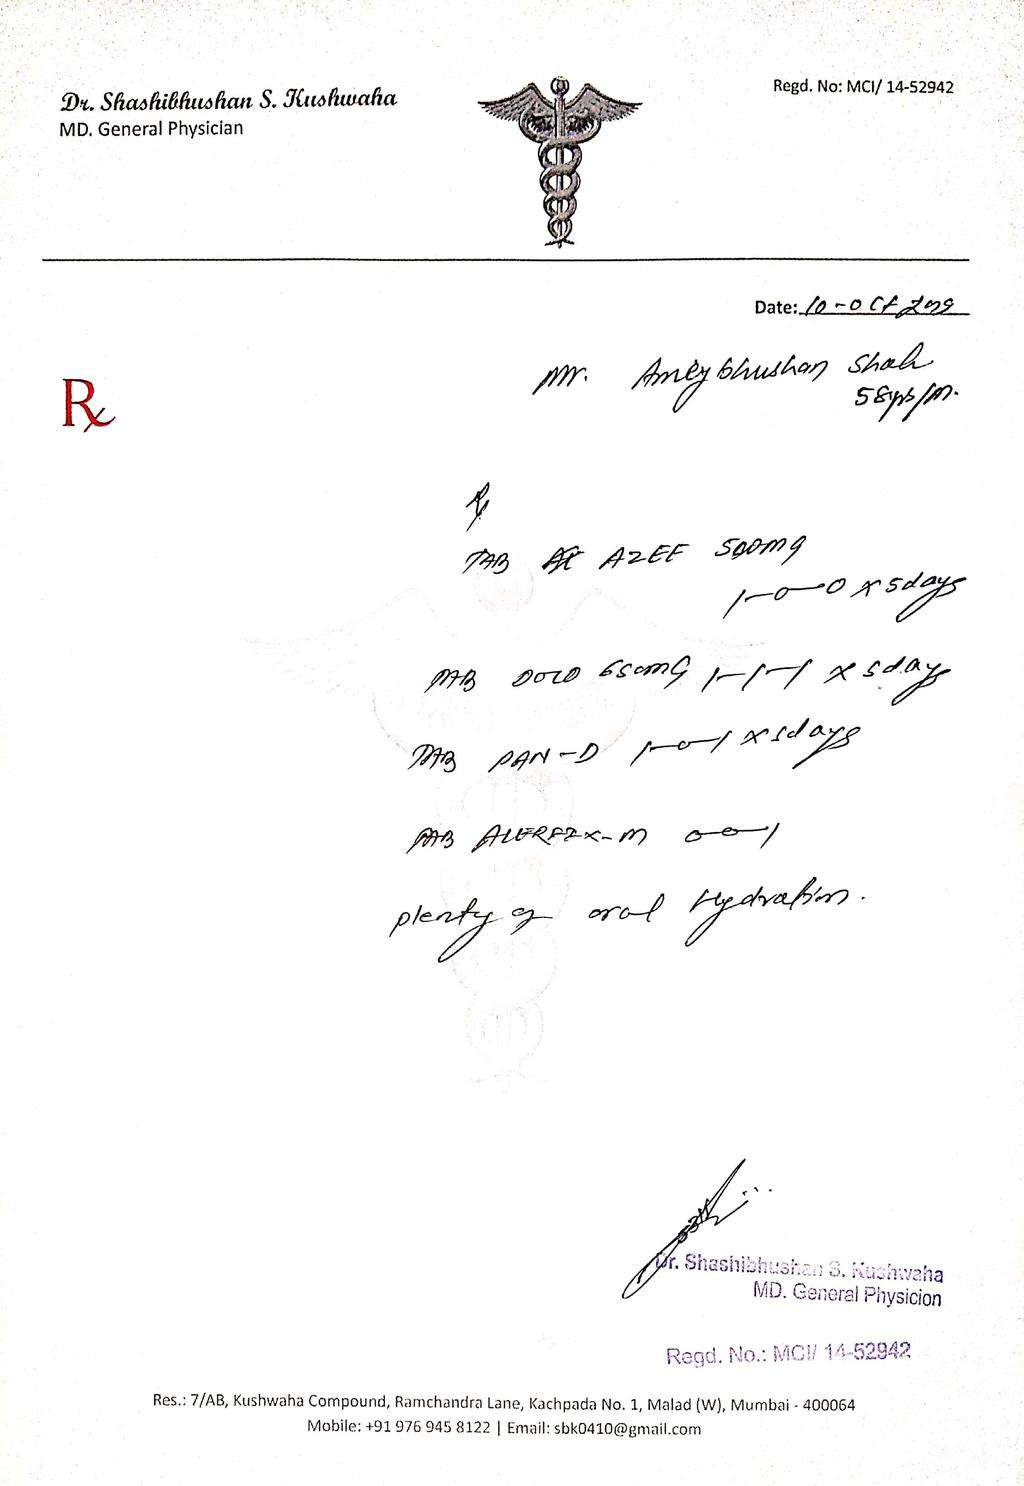 Dr. Shashibhushan S. Kushwaha
MD. General Physician
Regd. No: MCI/ 14-52942
Date: 10-Oct 2019
Mr. bhushan Shah
58yrs/M.
Rx
Rx
TAB AZEE 500mg
1-0-0 x 5days
TAB DOLO 650MG 1-1-1 x 5days
TAB PAN-D 1-0-1 x 5days
TAB -M 0-0-1
plenty of oral Hydration.
Dr. Shashibhushan S. Kushwaha
MD. General Physicion
Regd. No.: MCI/ 14-52942
Res.: 7/AB, Kushwaha Compound, Ramchandra Lane, Kachpada No. 1, Malad (W), Mumbai - 400064
Mobile: +91 976 945 8122 | Email: sbk0410@gmail.com